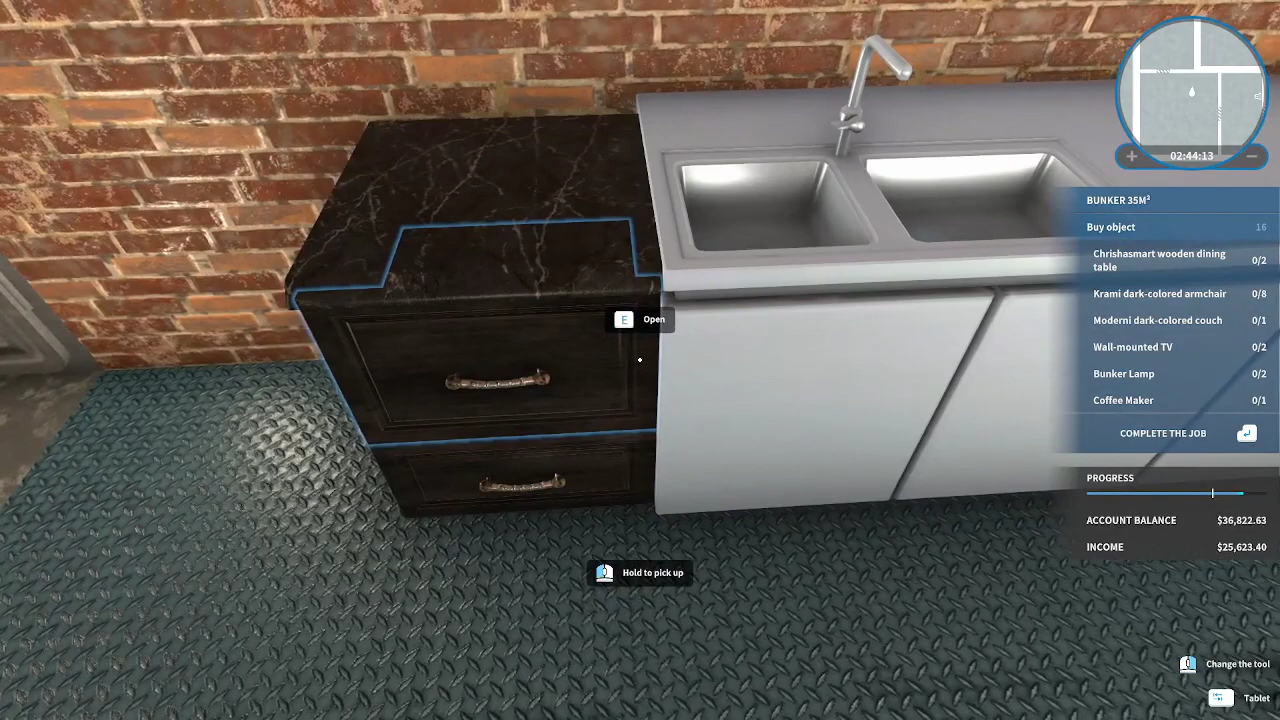 02:44:13
BUNKER 35M²
Buy object 16
Chrishasmart wooden dining
table 0/2
Krami dark-colored armchair 0/8
Moderni dark-colored couch 0/1
Wall-mounted TV 0/2
Bunker Lamp 0/2
Coffee Maker 0/1
COMPLETE THE JOB
PROGRESS
ACCOUNT BALANCE $36,822.63
INCOME $25,623.40
E Open
Hold to pick up
Change the tool
Tablet